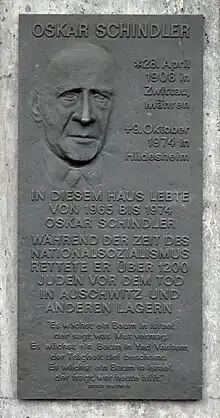 OSKAR SCHINDLER
*28. April
1908 in
Zwittau,
Mähren
+9. Oktober
1974 in
Hildesheim
IN DIESEM HAUS LEBTE
VON 1965 BIS 1974
OSKAR SCHINDLER
WÄHREND DER ZEIT DES
NATIONALSOZIALISMUS
RETTETE ER ÜBER 1200
JUDEN VOR DEM TOD
IN AUSCHWITZ UND
ANDEREN LAGERN
"Es wächst ein Baum in Israel,
der sagt, was Mut vermag.
Es wächst ein Baum in Yad Vashem,
der Trägheit tief beschämt.
Es wächst ein Baum in Israel,
der fragt, wer heute hilft."